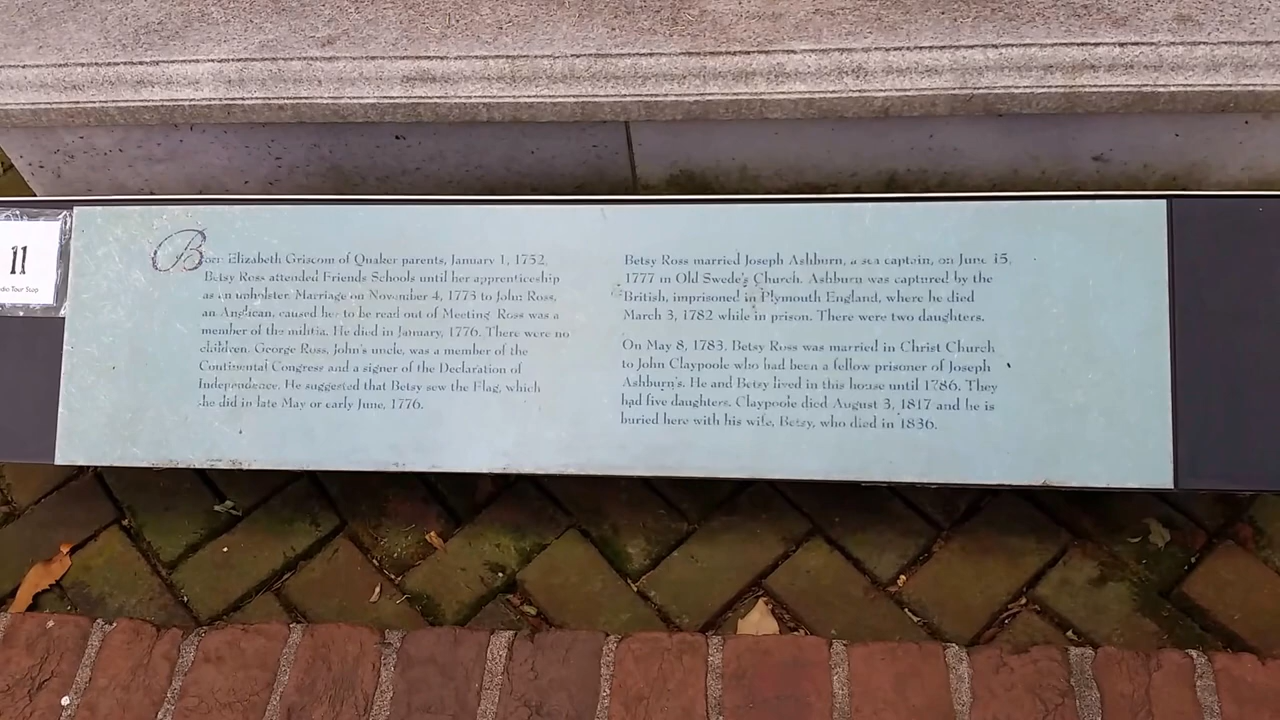 11
dio Tour Stop
Born Elizabeth Griscom of Quaker parents, January 1, 1752,
Betsy Ross attended Friends Schools until her apprenticeship
as an upholster. Marriage on November 4, 1773 to John Ross,
an Anglican, caused her to be read out of Meeting. Ross was a
member of the militia. He died in January, 1776. There were no
children. George Ross, John's uncle, was a member of the
Continental Congress and a signer of the Declaration of
Independence. He suggested that Betsy sew the Flag, which
she did in late May or early June, 1776.
Betsy Ross married Joseph Ashburn, a sea captain, on June 15,
1777 in Old Swede's Church. Ashburn was captured by the
British, imprisoned in Plymouth England, where he died
March 3, 1782 while in prison. There were two daughters.
On May 8, 1783, Betsy Ross was married in Christ Church
to John Claypoole who had been a fellow prisoner of Joseph
Ashburn's. He and Betsy lived in this house until 1786. They
had five daughters. Claypoole died August 3, 1817 and he is
buried here with his wife, Betsy, who died in 1836.